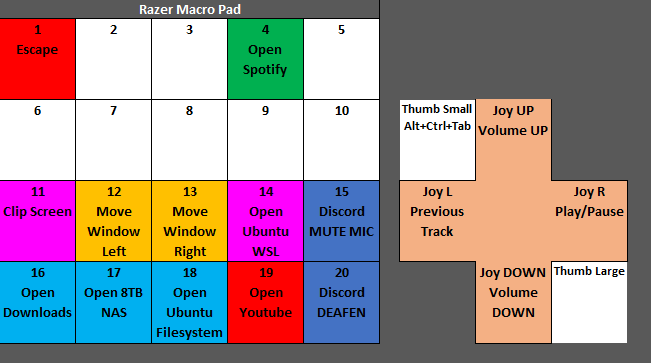 Razer Macro Pad
1
Escape
2
3
4
Open
Spotify
5
6
7
8
9
10
11
Clip Screen
12
Move
Window
Left
13
Move
Window
Right
14
Open
Ubuntu
WSL
15
Discord
MUTE MIC
16
Open
Downloads
17
Open 8TB
NAS
18
Open
Ubuntu
Filesystem
19
Open
Youtube
20
Discord
DEAFEN
Thumb Small
Alt+Ctrl+Tab
Joy UP
Volume UP
Joy L
Previous
Track
Joy R
Play/Pause
Joy DOWN
Volume
DOWN
Thumb Large